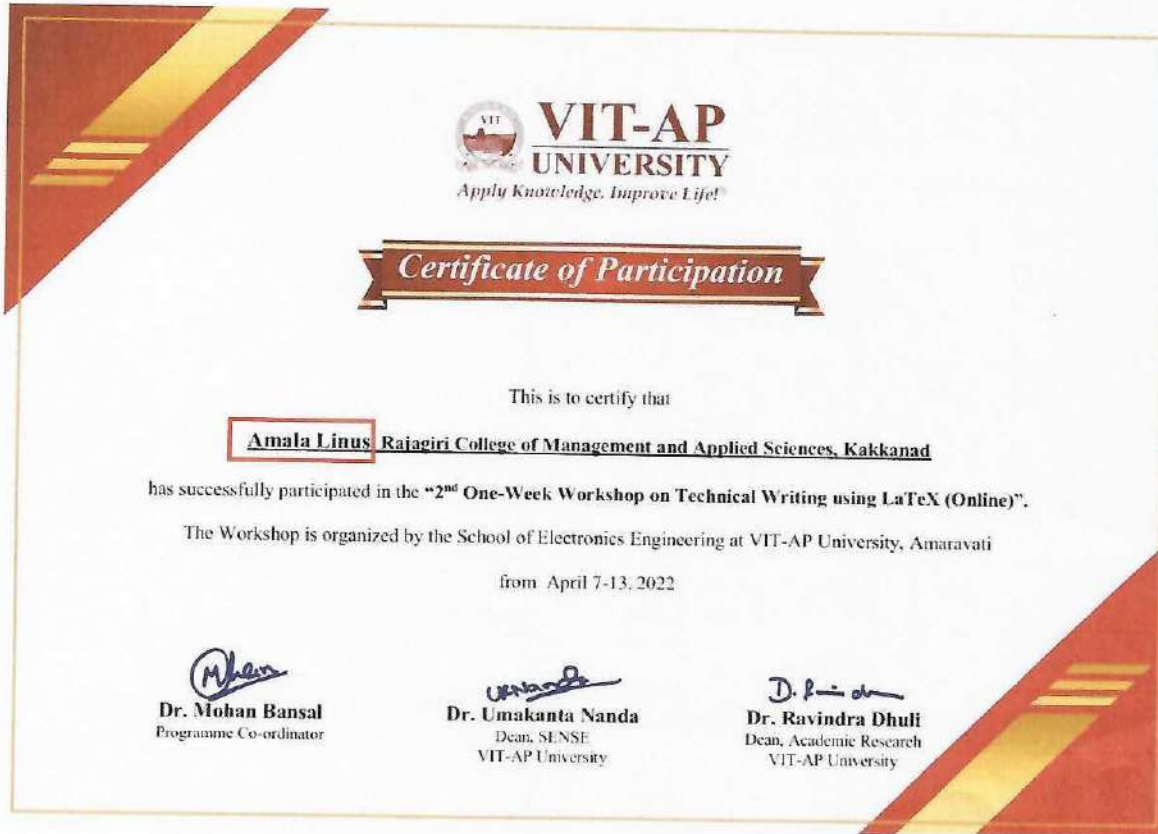 VIT
VIT-AP
UNIVERSITY
Apply Knowledge. Improve Life!
Certificate of Participation
This is to certify that
Amala Linus, Rajagiri College of Management and Applied Sciences, Kakkanad
has successfully participated in the “2nd One-Week Workshop on Technical Writing using LaTeX (Online)”.
The Workshop is organized by the School of Electronics Engineering at VIT-AP University, Amaravati
from April 7-13, 2022
Dr. Mohan Bansal
Programme Co-ordinator
Dr. Umakanta Nanda
Dean, SENSE
VIT-AP University
Dr. Ravindra Dhuli
Dean, Academic Research
VIT-AP University